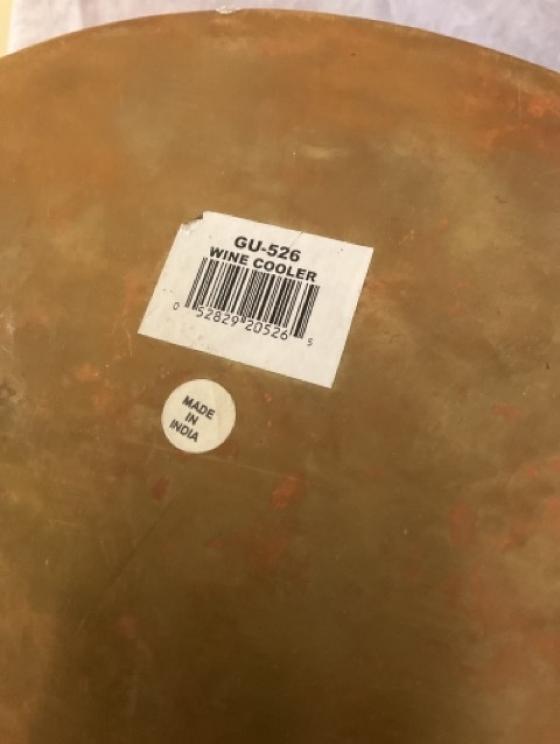 GU-526
WINE COOLER
0 52829 20526 5
MADE
IN
INDIA